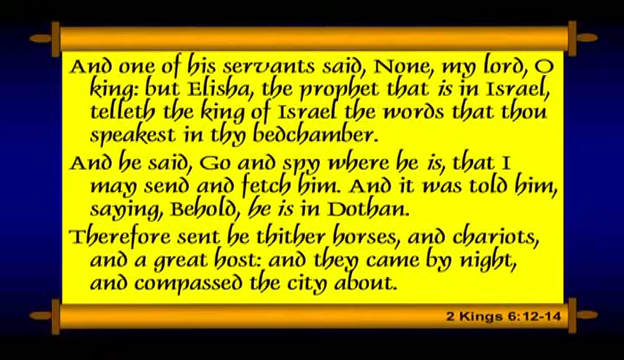 And one of his servants said, None, my lord, O
king: but Elisha, the prophet that is in Israel,
telleth the king of Israel the words that thou
speakest in thy bedchamber.
And he said, Go and spy where he is, that I
may send and fetch him. And it was told him,
saying, Behold, he is in Dothan.
Therefore sent he thither horses, and chariots,
and a great host: and they came by night,
and compassed the city about.
2 Kings 6:12-14